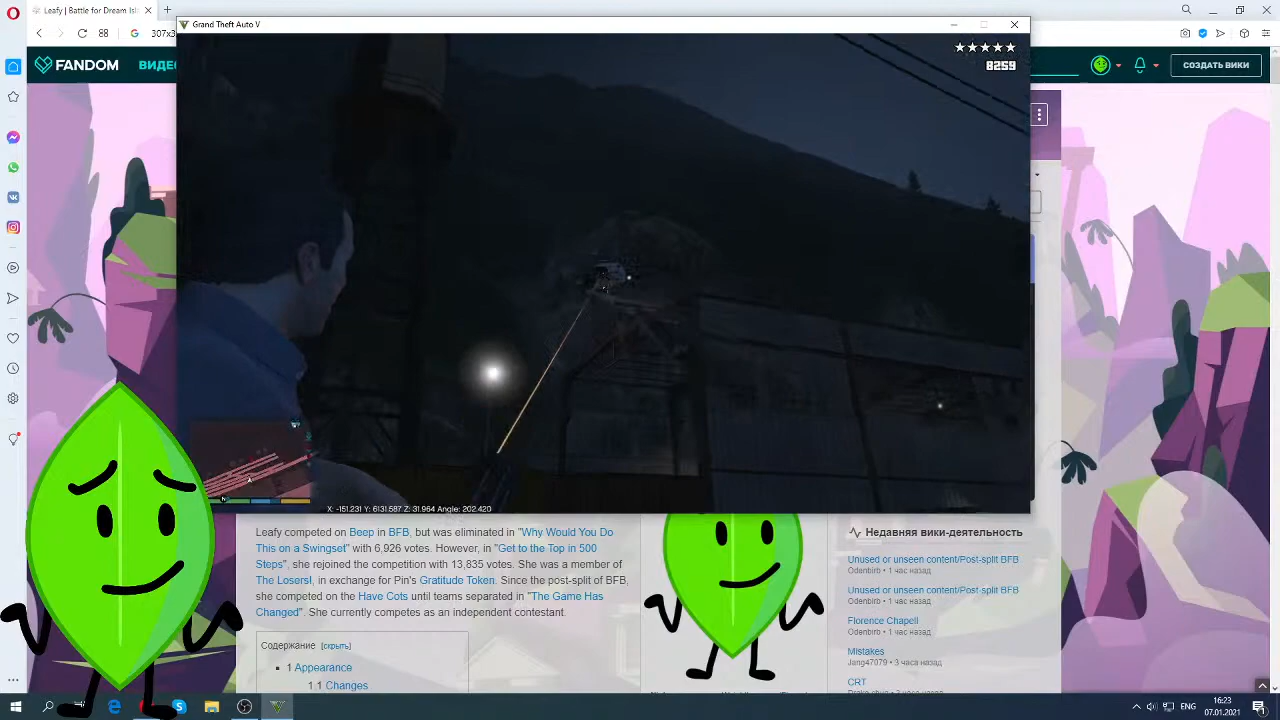 Leafy | Battle for Dream Isl
Grand Theft Auto V
88
307x3
FANDOM
ВИДЕО
СОЗДАТЬ ВИКИ
8259
N
X: -151.231 Y: 6131.587 Z: 31.964 Angle: 202.420
Leafy competed on Beep in BFB, but was eliminated in "Why Would You Do
This on a Swingset" with 6,926 votes. However, in "Get to the Top in 500
Steps", she rejoined the competition with 13,835 votes. She was a member of
The Losers!, in exchange for Pin's Gratitude Token. Since the post-split of BFB,
she competed on the Have Cots until teams separated in "The Game Has
Changed". She currently competes as an independent contestant.
Содержание [скрыть]
1 Appearance
1.1 Changes
Недавняя вики-деятельность
Unused or unseen content/Post-split BFB
Odenbirb • 1 час назад
Unused or unseen content/Post-split BFB
Odenbirb • 1 час назад
Florence Chapell
Odenbirb • 1 час назад
Mistakes
Jang47079 • 3 часа назад
CRT
ENG
16:23
07.01.2021